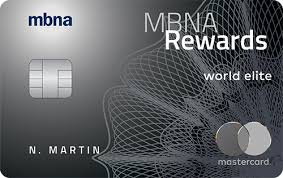 mbna
MBNA
Rewards
world elite
N. MARTIN
mastercard.